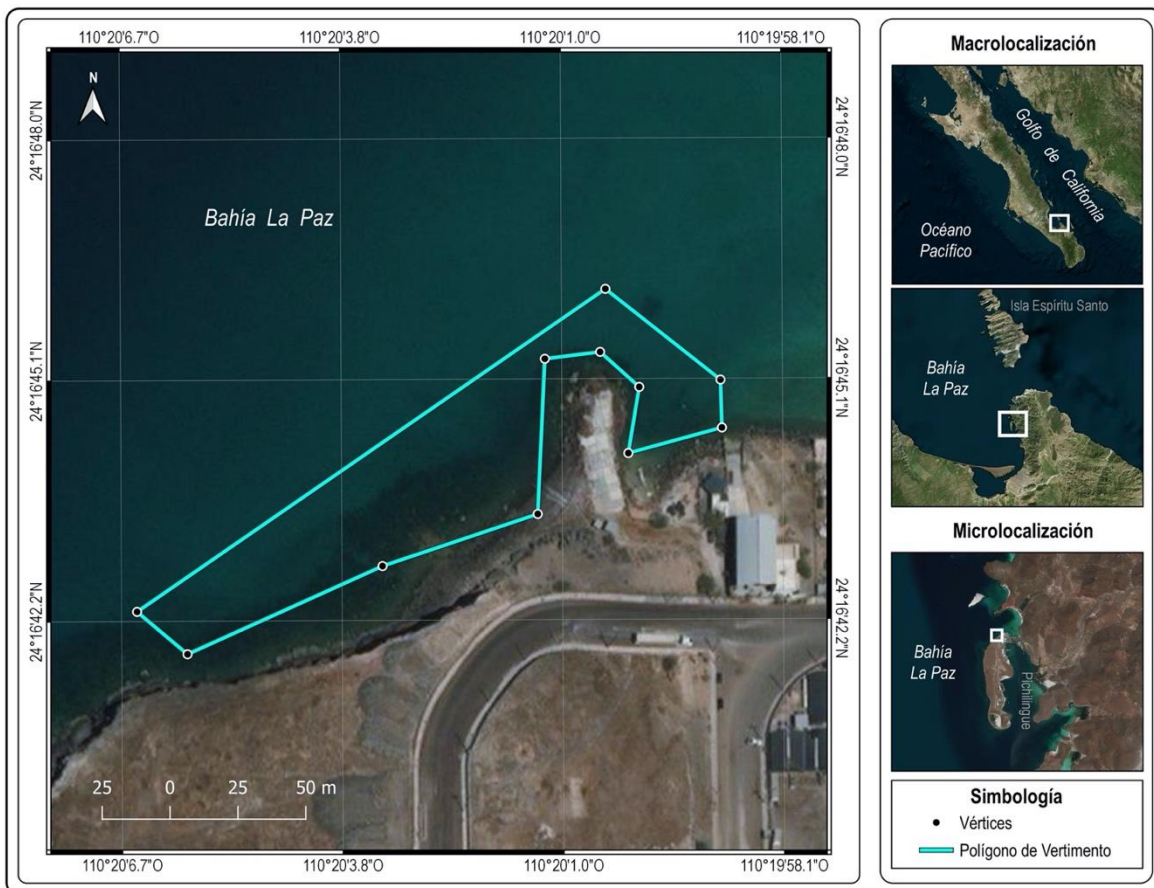 110°20'6.7"O 110°20'3.8"O 110°20'1.0"O 110°19'58.1"O
N
24°16'48.0"N
24°16'48.0"N
Bahía La Paz
24°16'45.1"N
24°16'45.1"N
24°16'42.2"N
24°16'42.2"N
25 0 25 50 m
110°20'6.7"O 110°20'3.8"O 110°20'1.0"O 110°19'58.1"O
Macrolocalización
Golfo de California
Océano
Pacífico
Isla Espíritu Santo
Bahía
La Paz
Microlocalización
Bahía
La Paz
Pichilingue
Simbología
Vértices
Polígono de Vertimento